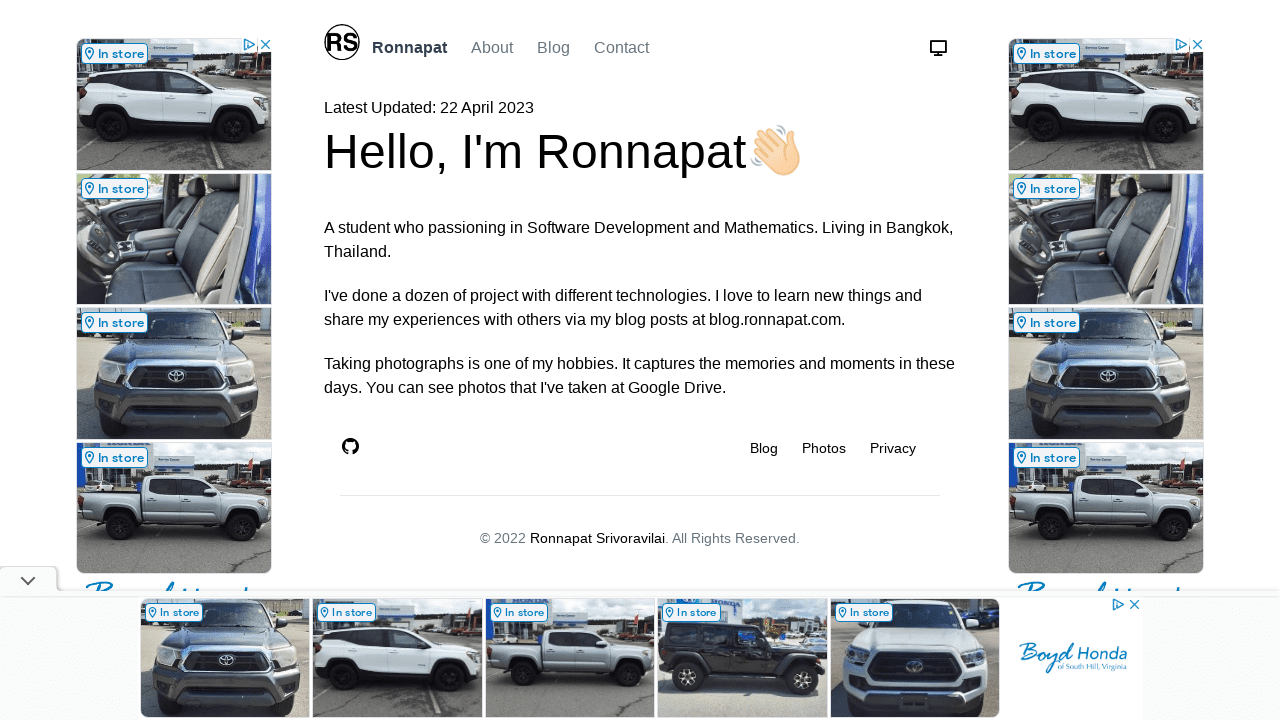 RS
Ronnapat
About
Blog
Contact
Latest Updated: 22 April 2023
Hello, I'm Ronnapat
A student who passioning in Software Development and Mathematics. Living in Bangkok,
Thailand.
I've done a dozen of project with different technologies. I love to learn new things and
share my experiences with others via my blog posts at blog.ronnapat.com.
Taking photographs is one of my hobbies. It captures the memories and moments in these
days. You can see photos that I've taken at Google Drive.
Blog
Photos
Privacy
© 2022 Ronnapat Srivoravilai. All Rights Reserved.
In store
In store
In store
In store
In store
In store
In store
In store
In store
In store
In store
In store
In store
Boyd Honda
of South Hill, Virginia